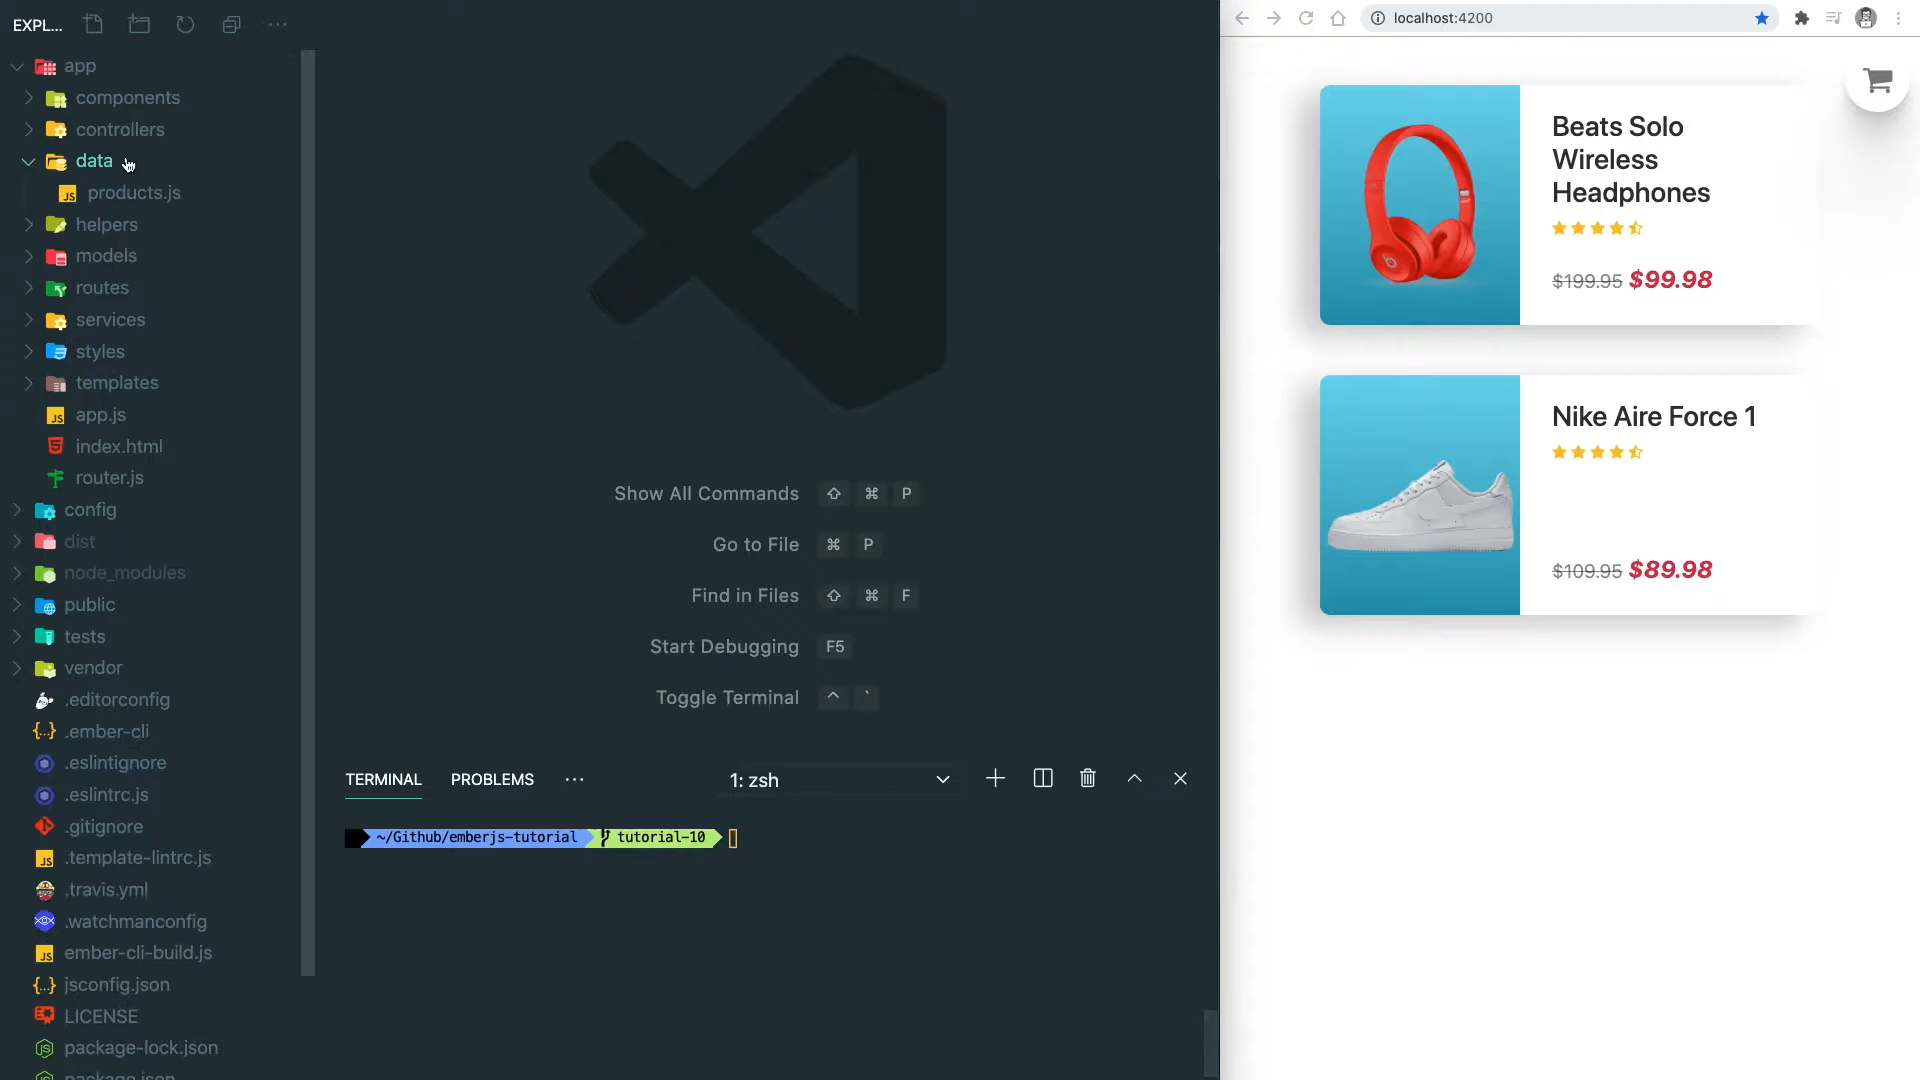 EXPL...
app
components
controllers
data
products.js
helpers
models
routes
services
styles
templates
app.js
index.html
router.js
config
dist
node_modules
public
tests
vendor
.editorconfig
.ember-cli
.eslintignore
.eslintrc.js
.gitignore
.template-lintrc.js
.travis.yml
.watchmanconfig
ember-cli-build.js
jsconfig.json
LICENSE
package-lock.json
package.json
Show All Commands ⇧ ⌘ P
Go to File ⌘ P
Find in Files ⇧ ⌘ F
Start Debugging F5
Toggle Terminal ^ `
TERMINAL PROBLEMS ... 1: zsh
~/Github/emberjs-tutorial tutorial-10
localhost:4200
Beats Solo
Wireless
Headphones
$199.95 $99.98
Nike Aire Force 1
$109.95 $89.98